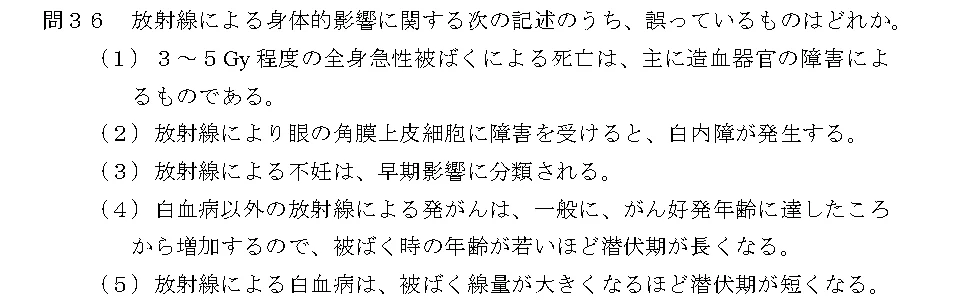 問36　放射線による身体的影響に関する次の記述のうち、誤っているものはどれか。
（1）3～5 Gy 程度の全身急性被ばくによる死亡は、主に造血器官の障害によ
るものである。
（2）放射線により眼の角膜上皮細胞に障害を受けると、白内障が発生する。
（3）放射線による不妊は、早期影響に分類される。
（4）白血病以外の放射線による発がんは、一般に、がん好発年齢に達したころ
から増加するので、被ばく時の年齢が若いほど潜伏期が長くなる。
（5）放射線による白血病は、被ばく線量が大きくなるほど潜伏期が短くなる。